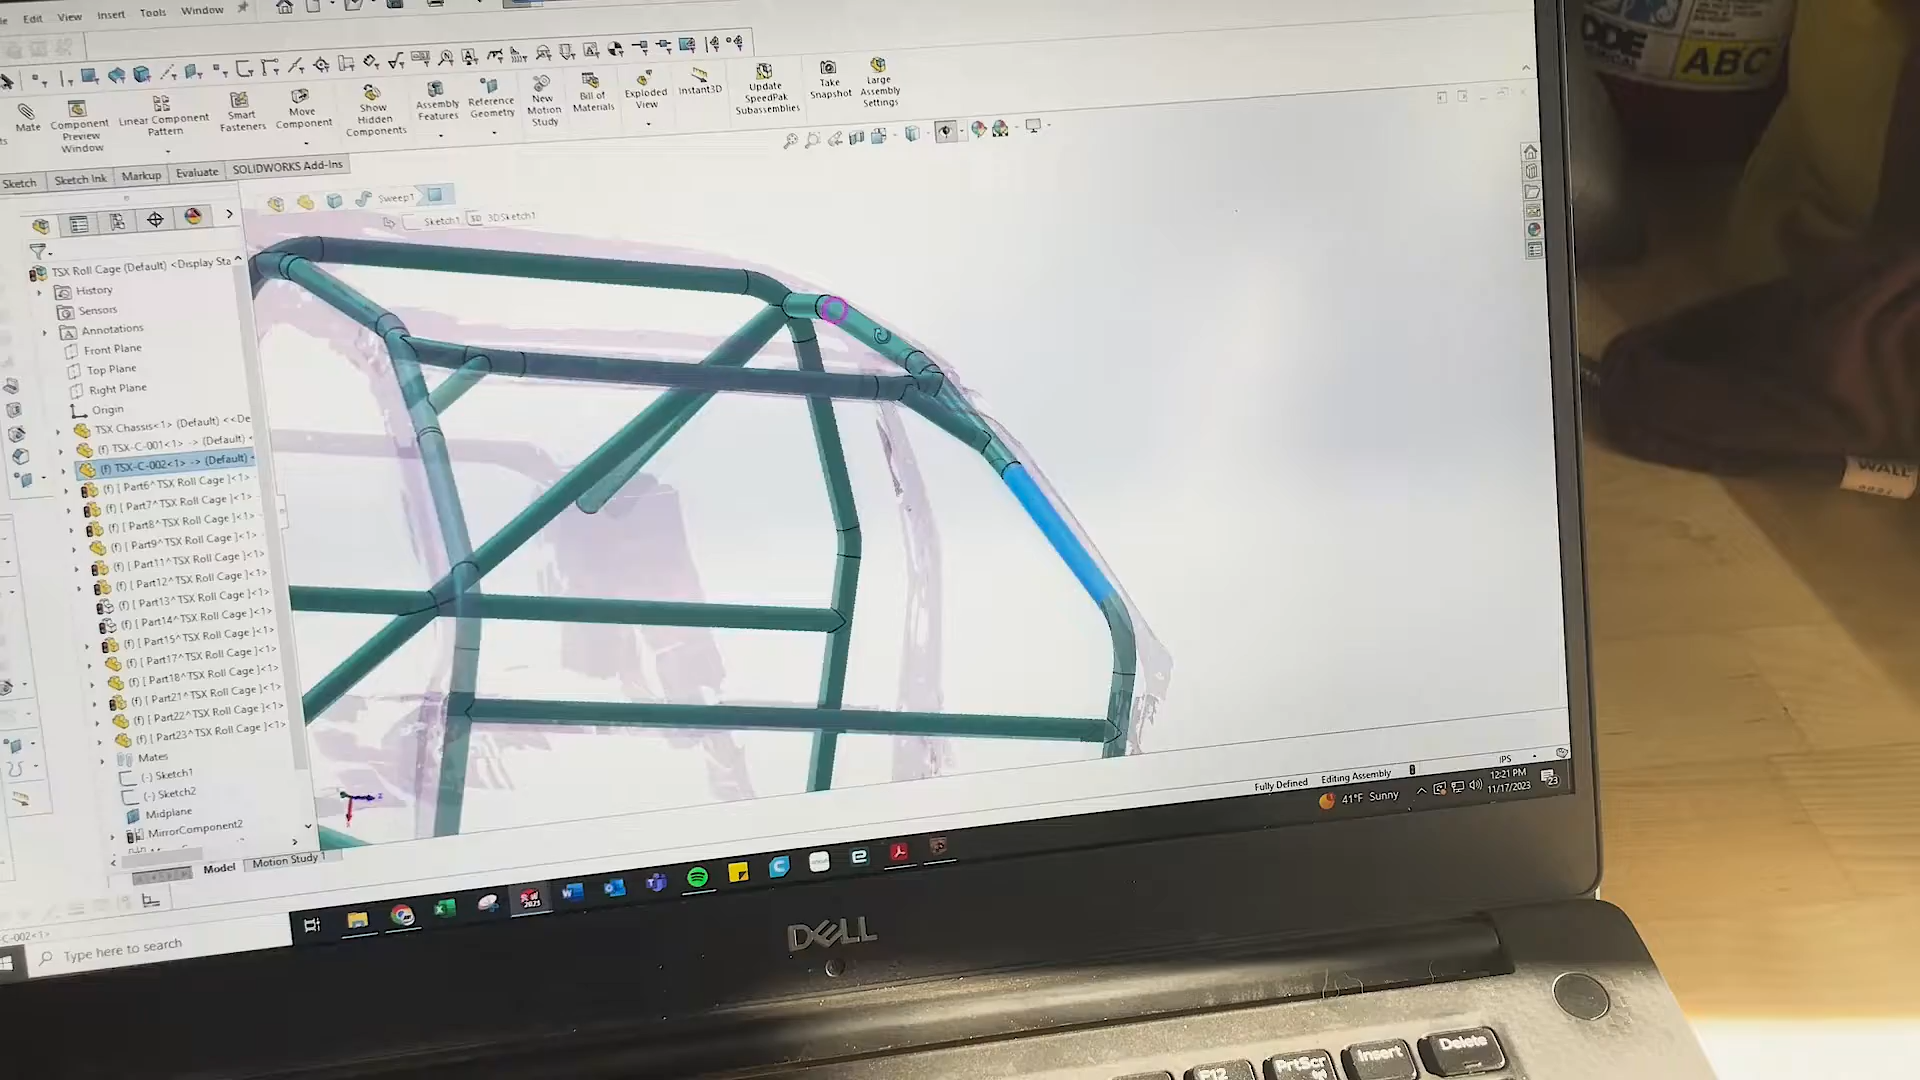 Edit View Insert Tools Window
Mate
Component Preview Window
Linear Component Pattern
Smart Fasteners
Move Component
Show Hidden Components
Assembly Features
Reference Geometry
New Motion Study
Bill of Materials
Exploded View
Instant3D
Update SpeedPak Subassemblies
Take Snapshot
Large Assembly Settings
Sketch Sketch Ink Markup Evaluate SOLIDWORKS Add-Ins
Sweep1
Sketch1 3D 3DSketch1
TSX Roll Cage (Default) <Display Sta
History
Sensors
Annotations
Front Plane
Top Plane
Right Plane
Origin
TSX Chassis<1> (Default) <<De
(f) TSX-C-001<1> -> (Default)
(f) TSX-C-002<1> -> (Default)
(f) [ Part6^TSX Roll Cage ]<1>
(f) [ Part7^TSX Roll Cage ]<1>
(f) [ Part8^TSX Roll Cage ]<1>
(f) [ Part9^TSX Roll Cage ]<1>
(f) [ Part11^TSX Roll Cage ]<1>
(f) [ Part12^TSX Roll Cage ]<1>
(f) [ Part13^TSX Roll Cage ]<1>
(f) [ Part14^TSX Roll Cage ]<1>
(f) [ Part15^TSX Roll Cage ]<1>
(f) [ Part17^TSX Roll Cage ]<1>
(f) [ Part18^TSX Roll Cage ]<1>
(f) [ Part21^TSX Roll Cage ]<1>
(f) [ Part22^TSX Roll Cage ]<1>
(f) [ Part23^TSX Roll Cage ]<1>
Mates
(-) Sketch1
(-) Sketch2
Midplane
MirrorComponent2
Model Motion Study 1
C-002<1>
Fully Defined Editing Assembly IPS
Type here to search
41°F Sunny
12:21 PM
11/17/2023
23
DELL
F12 PrtScr Insert Delete
ABC
WALL